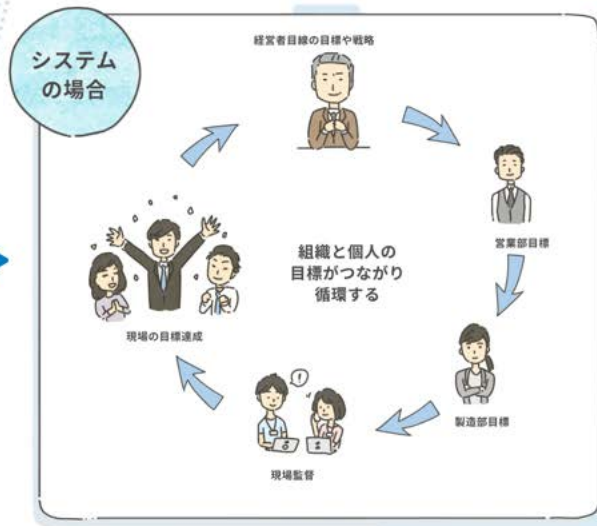 システム
の場合
経営者目線の目標や戦略
営業部目標
組織と個人の
目標がつながり
循環する
現場の目標達成
製造部目標
現場監督